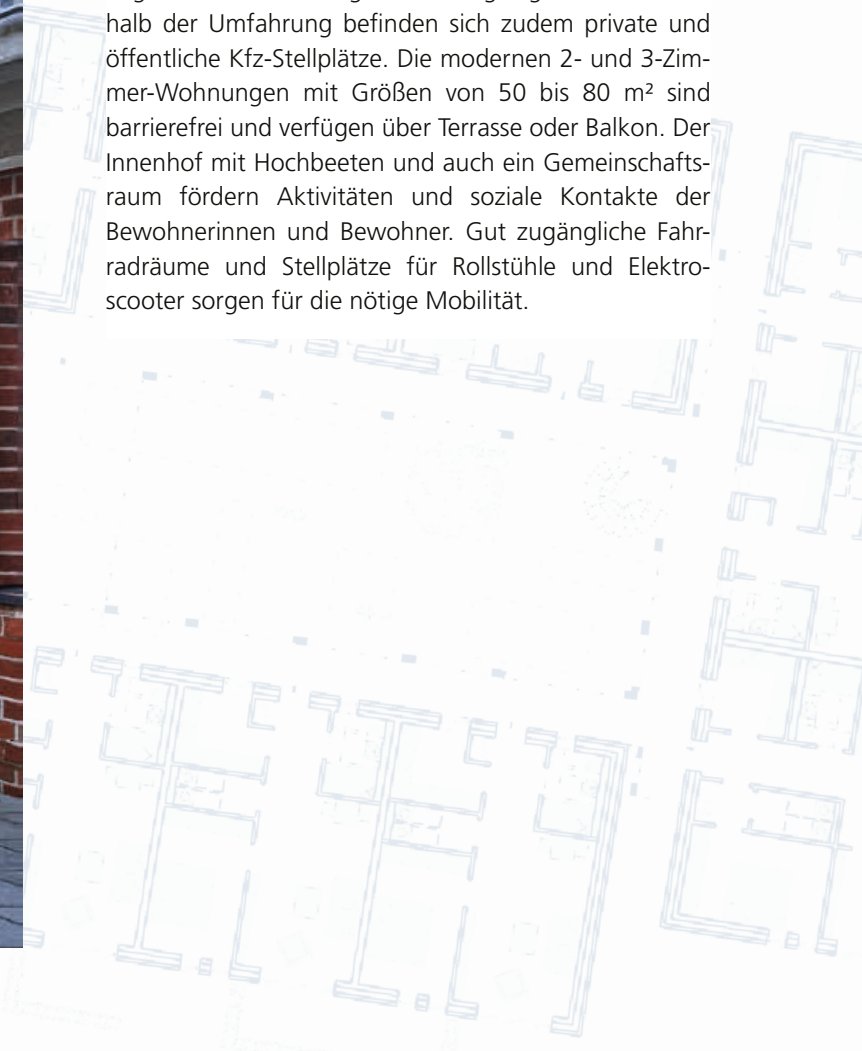 halb der Umfahrung befinden sich zudem private und
öffentliche Kfz-Stellplätze. Die modernen 2- und 3-Zim-
mer-Wohnungen mit Größen von 50 bis 80 m² sind
barrierefrei und verfügen über Terrasse oder Balkon. Der
Innenhof mit Hochbeeten und auch ein Gemeinschafts-
raum fördern Aktivitäten und soziale Kontakte der
Bewohnerinnen und Bewohner. Gut zugängliche Fahr-
radräume und Stellplätze für Rollstühle und Elektro-
scooter sorgen für die nötige Mobilität.